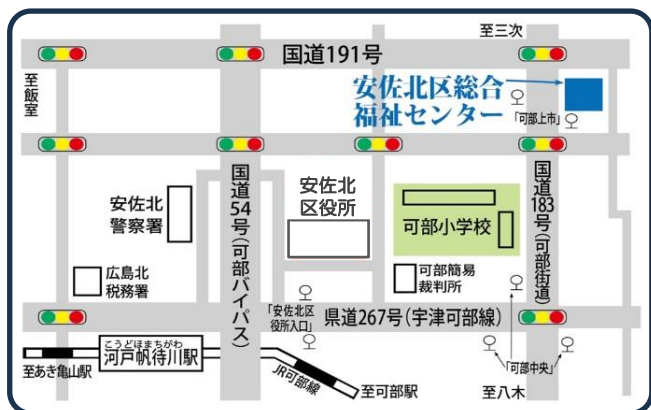 至三次
国道191号
至飯室
安佐北区総合
福祉センター
「可部上市」
安佐北
警察署
国道54号(可部バイパス)
安佐北
区役所
可部小学校
国道183号(可部街道)
広島北
税務署
可部簡易
裁判所
「安佐北区
役所入口」
県道267号(宇津可部線)
こうどほまちがわ
河戸帆待川駅
至あき亀山駅
JR可部線
至可部駅
「可部中央」
至八木